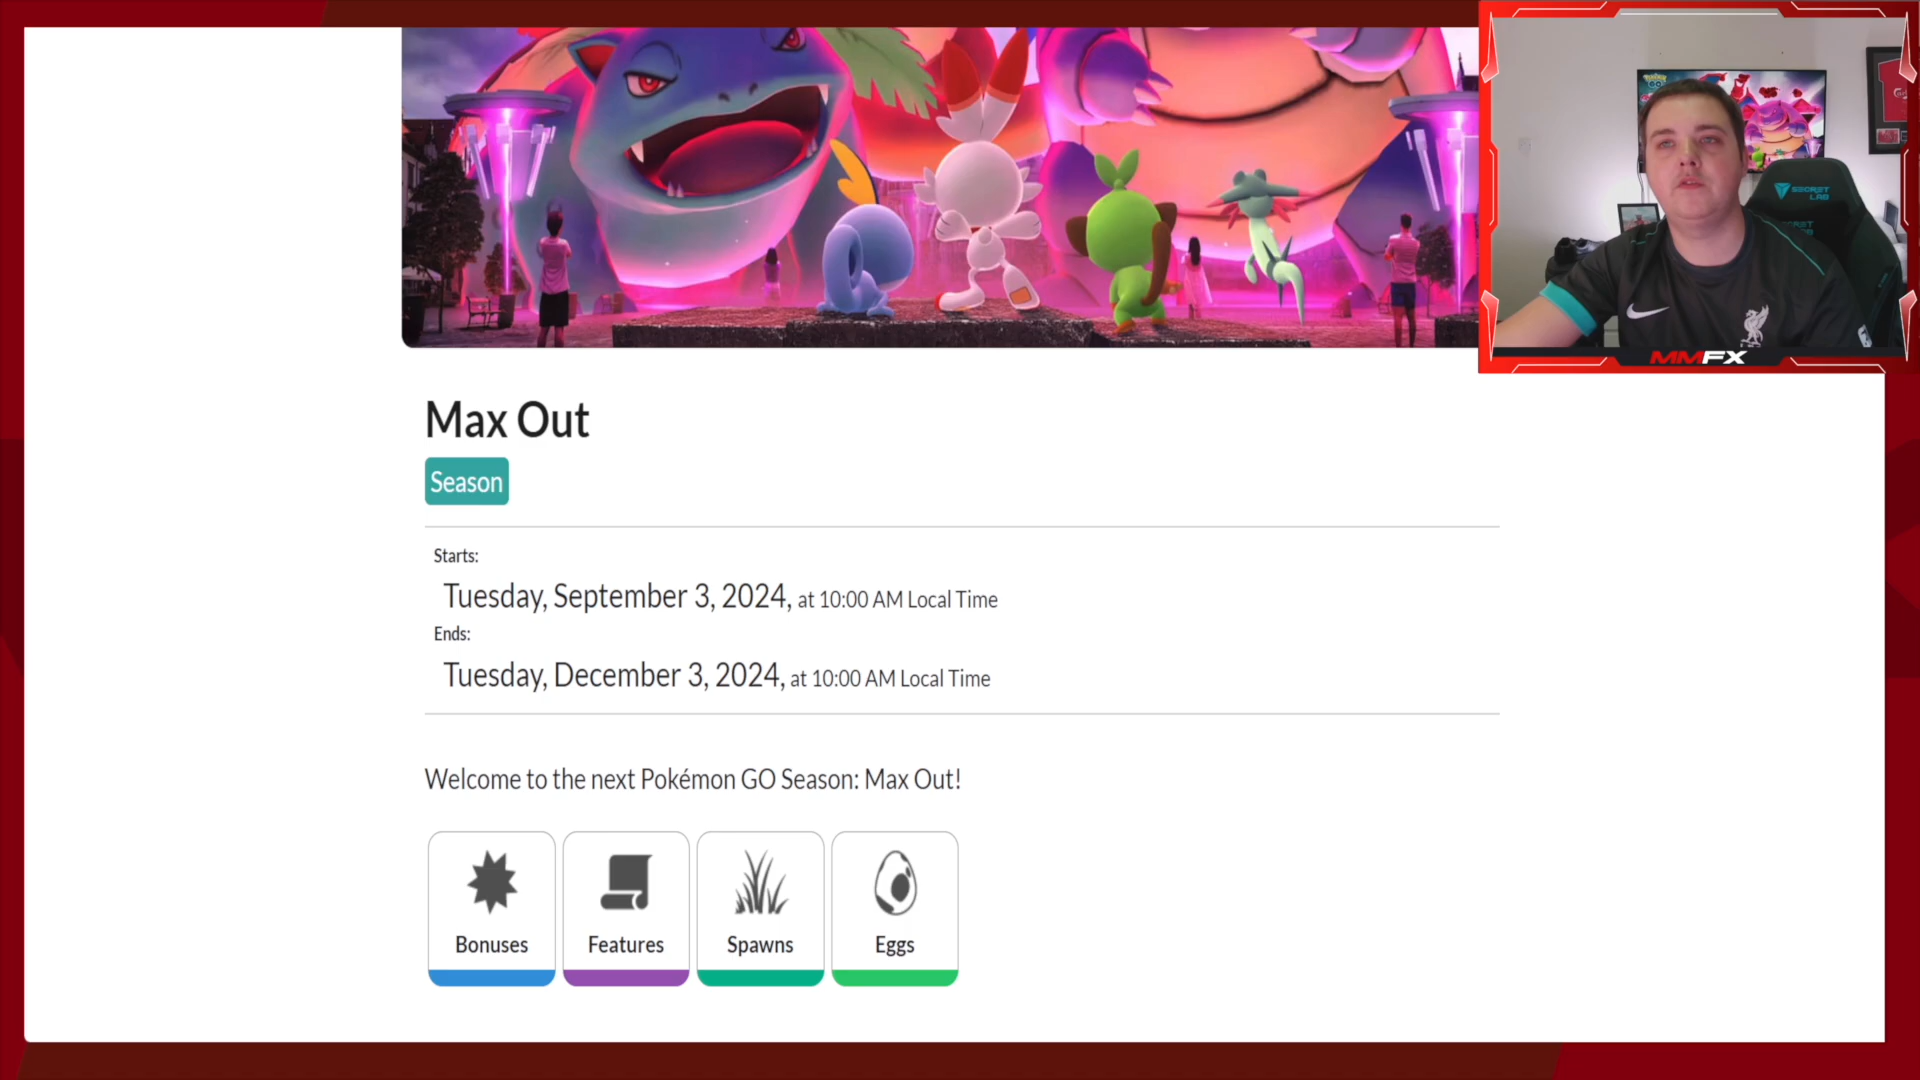 SECRET
LAB
MMFX
Max Out
Season
Starts:
Tuesday, September 3, 2024, at 10:00 AM Local Time
Ends:
Tuesday, December 3, 2024, at 10:00 AM Local Time
Welcome to the next Pokémon GO Season: Max Out!
Bonuses
Features
Spawns
Eggs